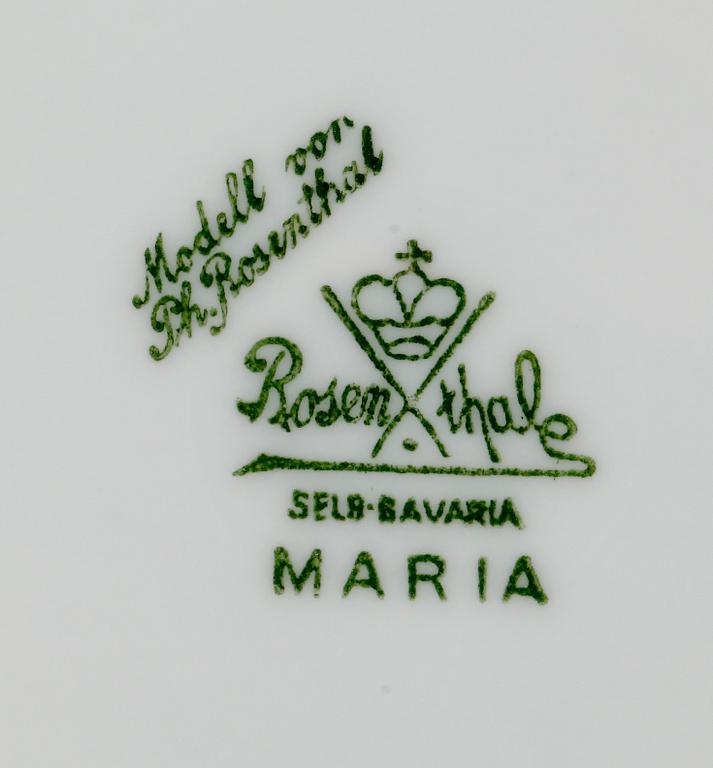 Modell von
Ph. Rosenthal
Rosenthal
SELB-BAVARIA
MARIA